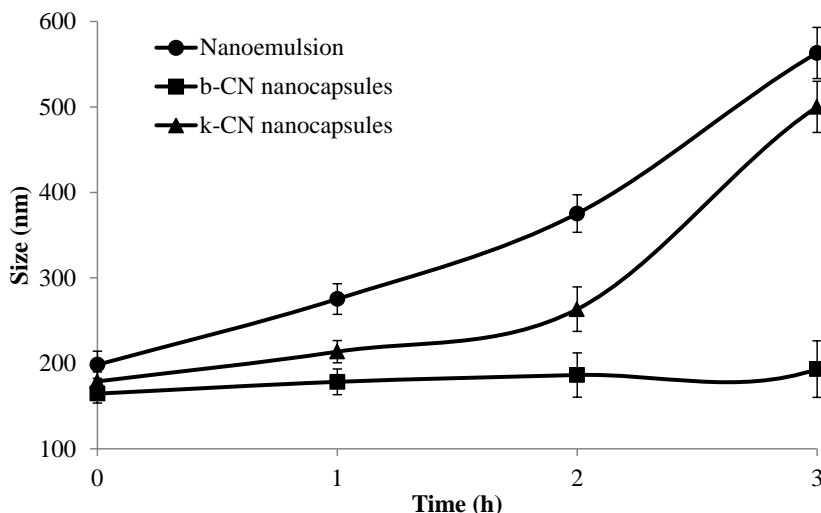 600
500
400
300
200
100
Size (nm)
Nanoemulsion
b-CN nanocapsules
k-CN nanocapsules
0
1
2
3
Time (h)